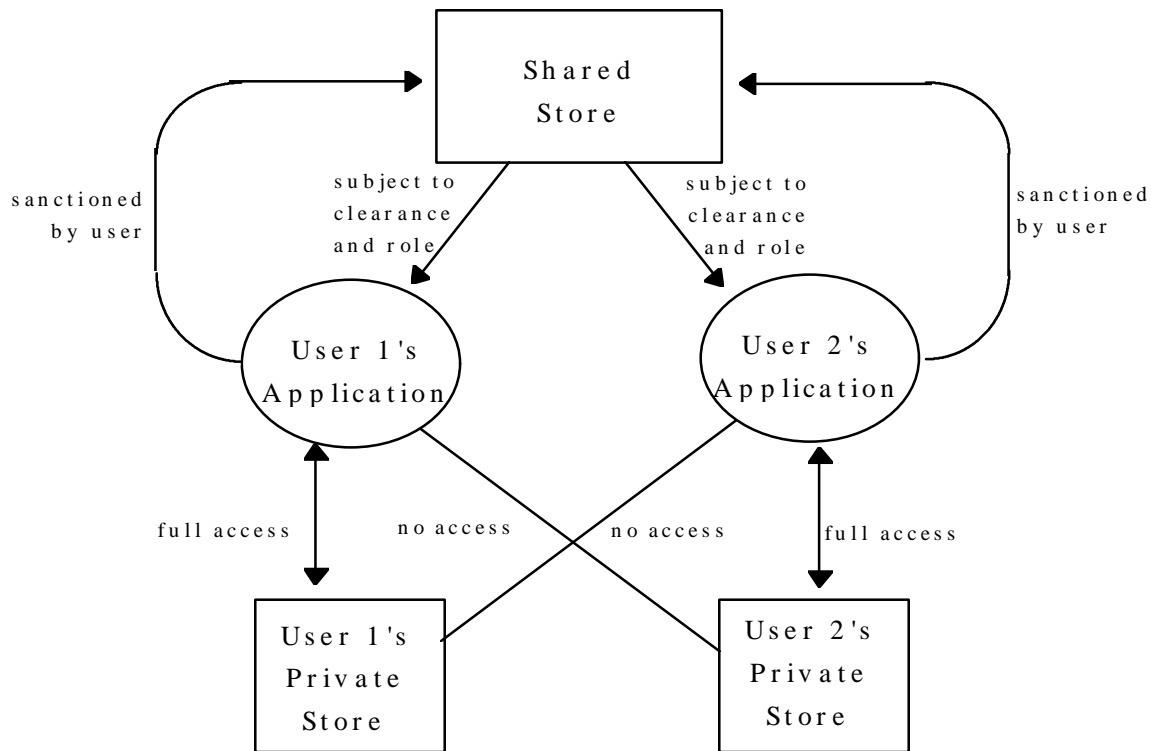 Shared
Store
subject to
clearance
and role
subject to
clearance
and role
sanctioned
by user
sanctioned
by user
User 1's
Application
User 2's
Application
full access
no access
no access
full access
User 1's
Private
Store
User 2's
Private
Store